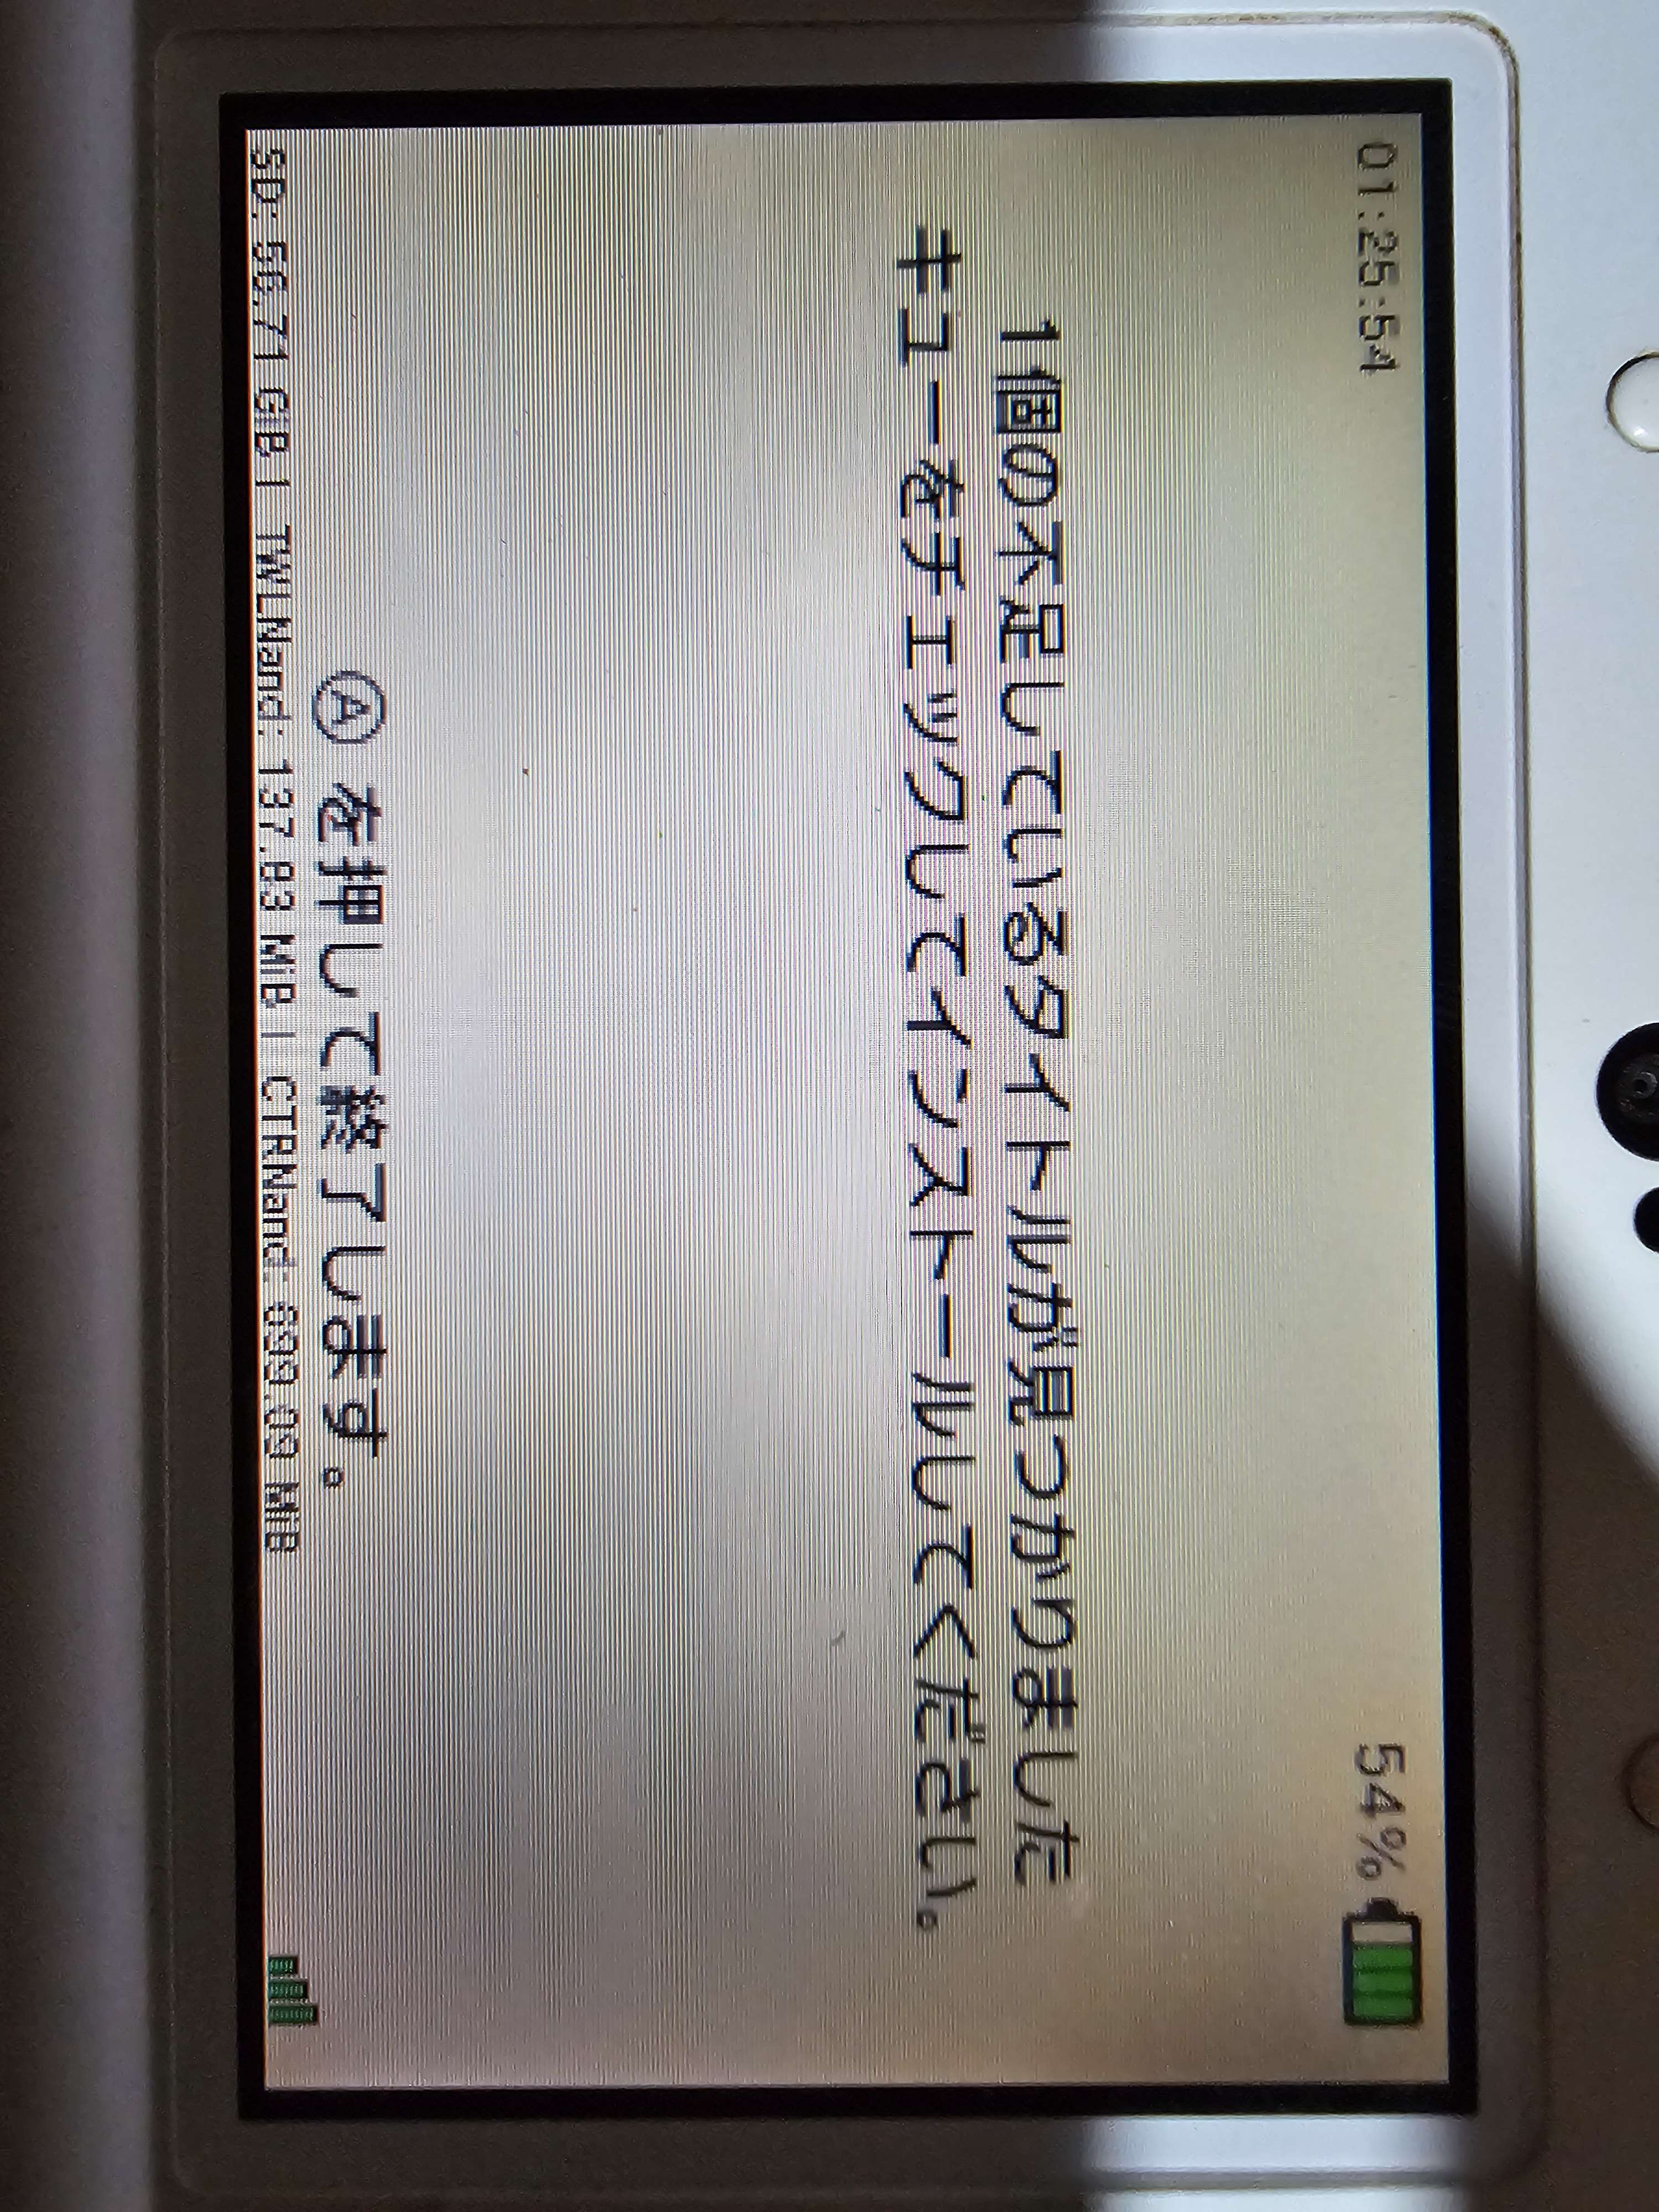 01:25:54
54%
1個の不足しているタイトルが見つかりました
キューをチェックしてインストールしてください。
Ⓐ を押して終了します。
SD: 56.71 GiB | TWLNand: 137.83 MiB | CTRNand: 699.09 MiB